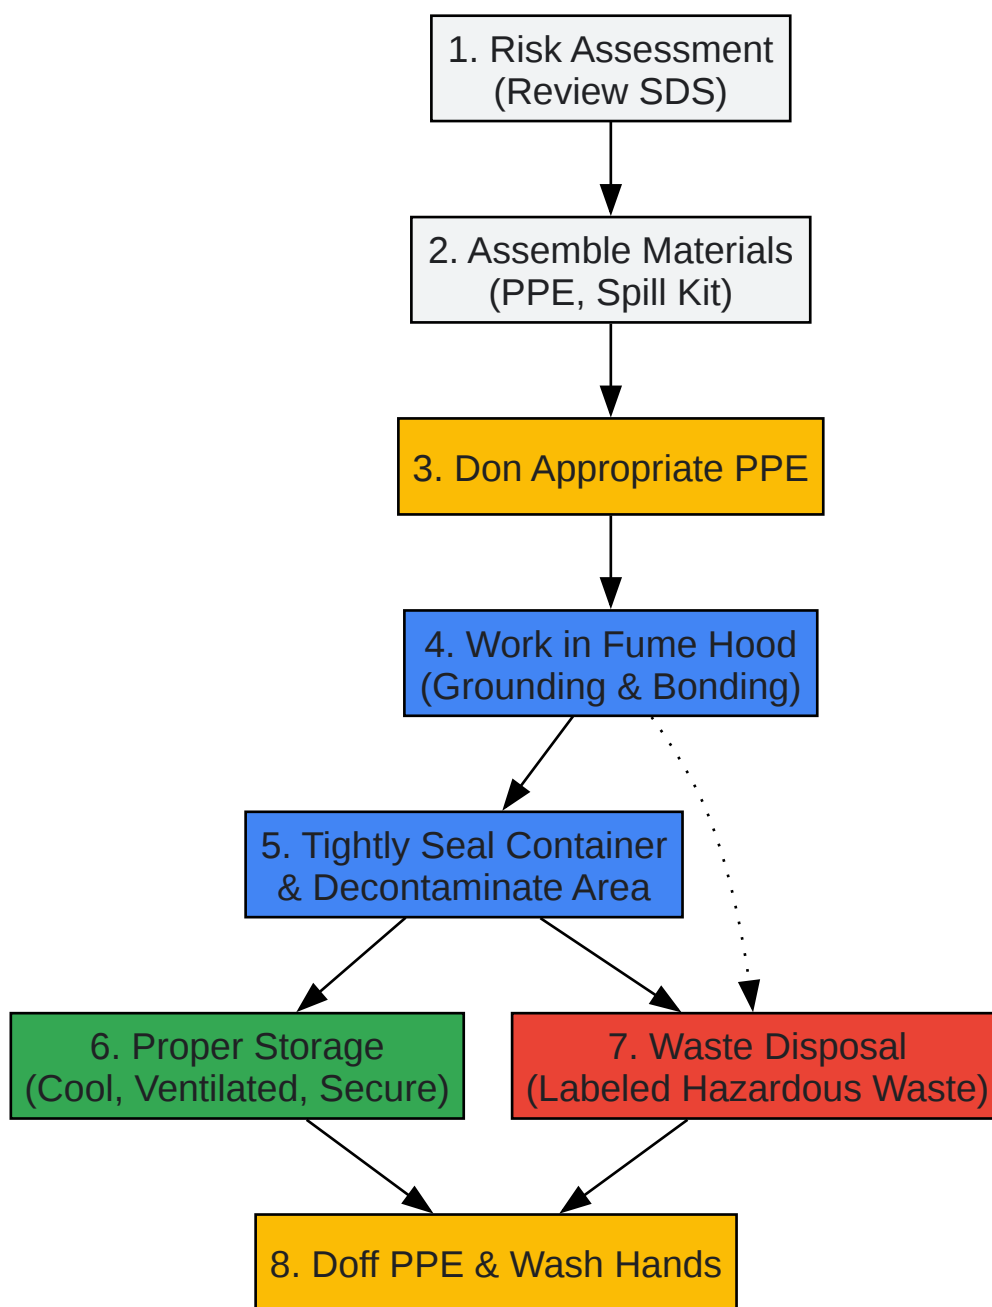 1. Risk Assessment
(Review SDS)
2. Assemble Materials
(PPE, Spill Kit)
3. Don Appropriate PPE
4. Work in Fume Hood
(Grounding & Bonding)
5. Tightly Seal Container
& Decontaminate Area
6. Proper Storage
(Cool, Ventilated, Secure)
7. Waste Disposal
(Labeled Hazardous Waste)
8. Doff PPE & Wash Hands